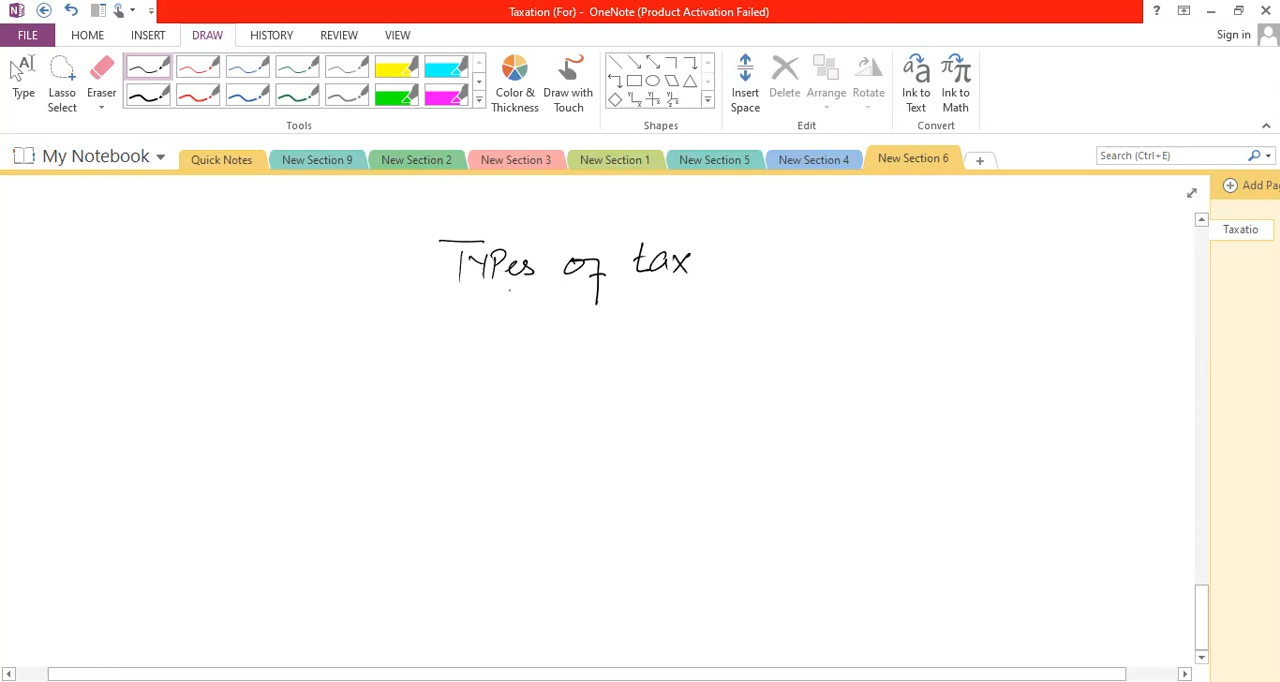 Taxation (For) - OneNote (Product Activation Failed)
?
FILE HOME INSERT DRAW HISTORY REVIEW VIEW Sign in
Type Lasso Select Eraser Color & Thickness Draw with Touch Insert Space Delete Arrange Rotate Ink to Text Ink to Math
Tools Shapes Edit Convert
My Notebook Quick Notes New Section 9 New Section 2 New Section 3 New Section 1 New Section 5 New Section 4 New Section 6 Search (Ctrl+E)
Add Pa
Taxatio
Types of tax